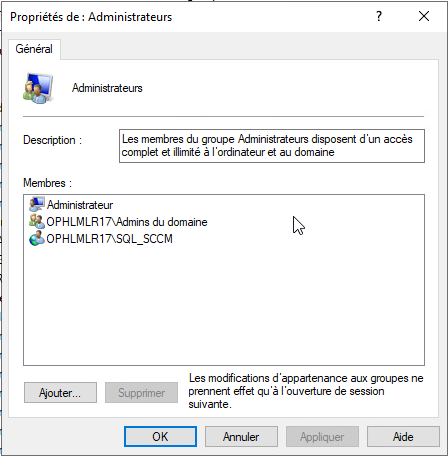 Propriétés de : Administrateurs
Général
Administrateurs
Description :
Les membres du groupe Administrateurs disposent d'un accès
complet et illimité à l'ordinateur et au domaine
Membres :
Administrateur
OPHLMLR17\Admins du domaine
OPHLMLR17\SQL_SCCM
Ajouter...
Supprimer
Les modifications d'appartenance aux groupes ne
prennent effet qu'à l'ouverture de session
suivante.
OK
Annuler
Appliquer
Aide